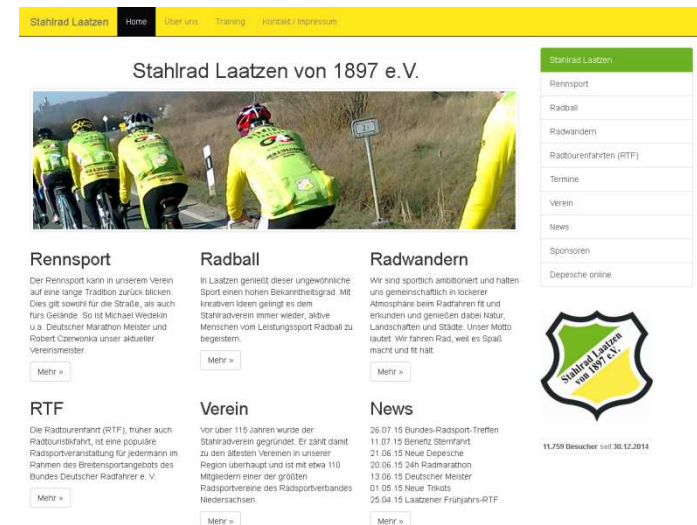 Stahlrad Laatzen Home Über uns Training Kontakt / Impressum
Stahlrad Laatzen von 1897 e.V.
Rennsport
Der Rennsport kann in unserem Verein
auf eine lange Tradition zurück blicken.
Dies gilt sowohl für die Straße, als auch
fürs Gelände. So ist Michael Wedekin
u.a. Deutscher Marathon Meister und
Robert Czerwonka unser aktueller
Vereinsmeister.
Mehr »
Radball
In Laatzen genießt dieser ungewöhnliche
Sport einen hohen Bekanntheitsgrad. Mit
kreativen Ideen gelingt es dem
Stahlradverein immer wieder, aktive
Menschen vom Leistungssport Radball zu
begeistern.
Mehr »
Radwandern
Wir sind sportlich ambitioniert und halten
uns gemeinschaftlich in lockerer
Atmosphäre beim Radfahren fit und
erkunden und genießen dabei Natur,
Landschaften und Städte. Unser Motto
lautet: Wir fahren Rad, weil es Spaß
macht und fit hält.
Mehr »
RTF
Die Radtourenfahrt (RTF), früher auch
Radtouristikfahrt, ist eine populäre
Radsportveranstaltung für jedermann im
Rahmen des Breitensportangebots des
Bundes Deutscher Radfahrer e. V.
Mehr »
Verein
Vor über 115 Jahren wurde der
Stahlradverein gegründet. Er zählt damit
zu den ältesten Vereinen in unserer
Region überhaupt und ist mit etwa 110
Mitgliedern einer der größten
Radsportvereine des Radsportverbandes
Niedersachsen.
Mehr »
News
26.07.15 Bundes-Radsport-Treffen
11.07.15 Benefiz Sternfahrt
21.06.15 Neue Depesche
20.06.15 24h Radmarathon
13.06.15 Deutscher Meister
01.05.15 Neue Trikots
25.04.15 Laatzener Frühjahrs-RTF
Mehr »
Stahlrad Laatzen
Rennsport
Radball
Radwandern
Radtourenfahrten (RTF)
Termine
Verein
News
Sponsoren
Depesche online
Stahlrad Laatzen
von 1897 e.V.
11.759 Besucher seit 30.12.2014